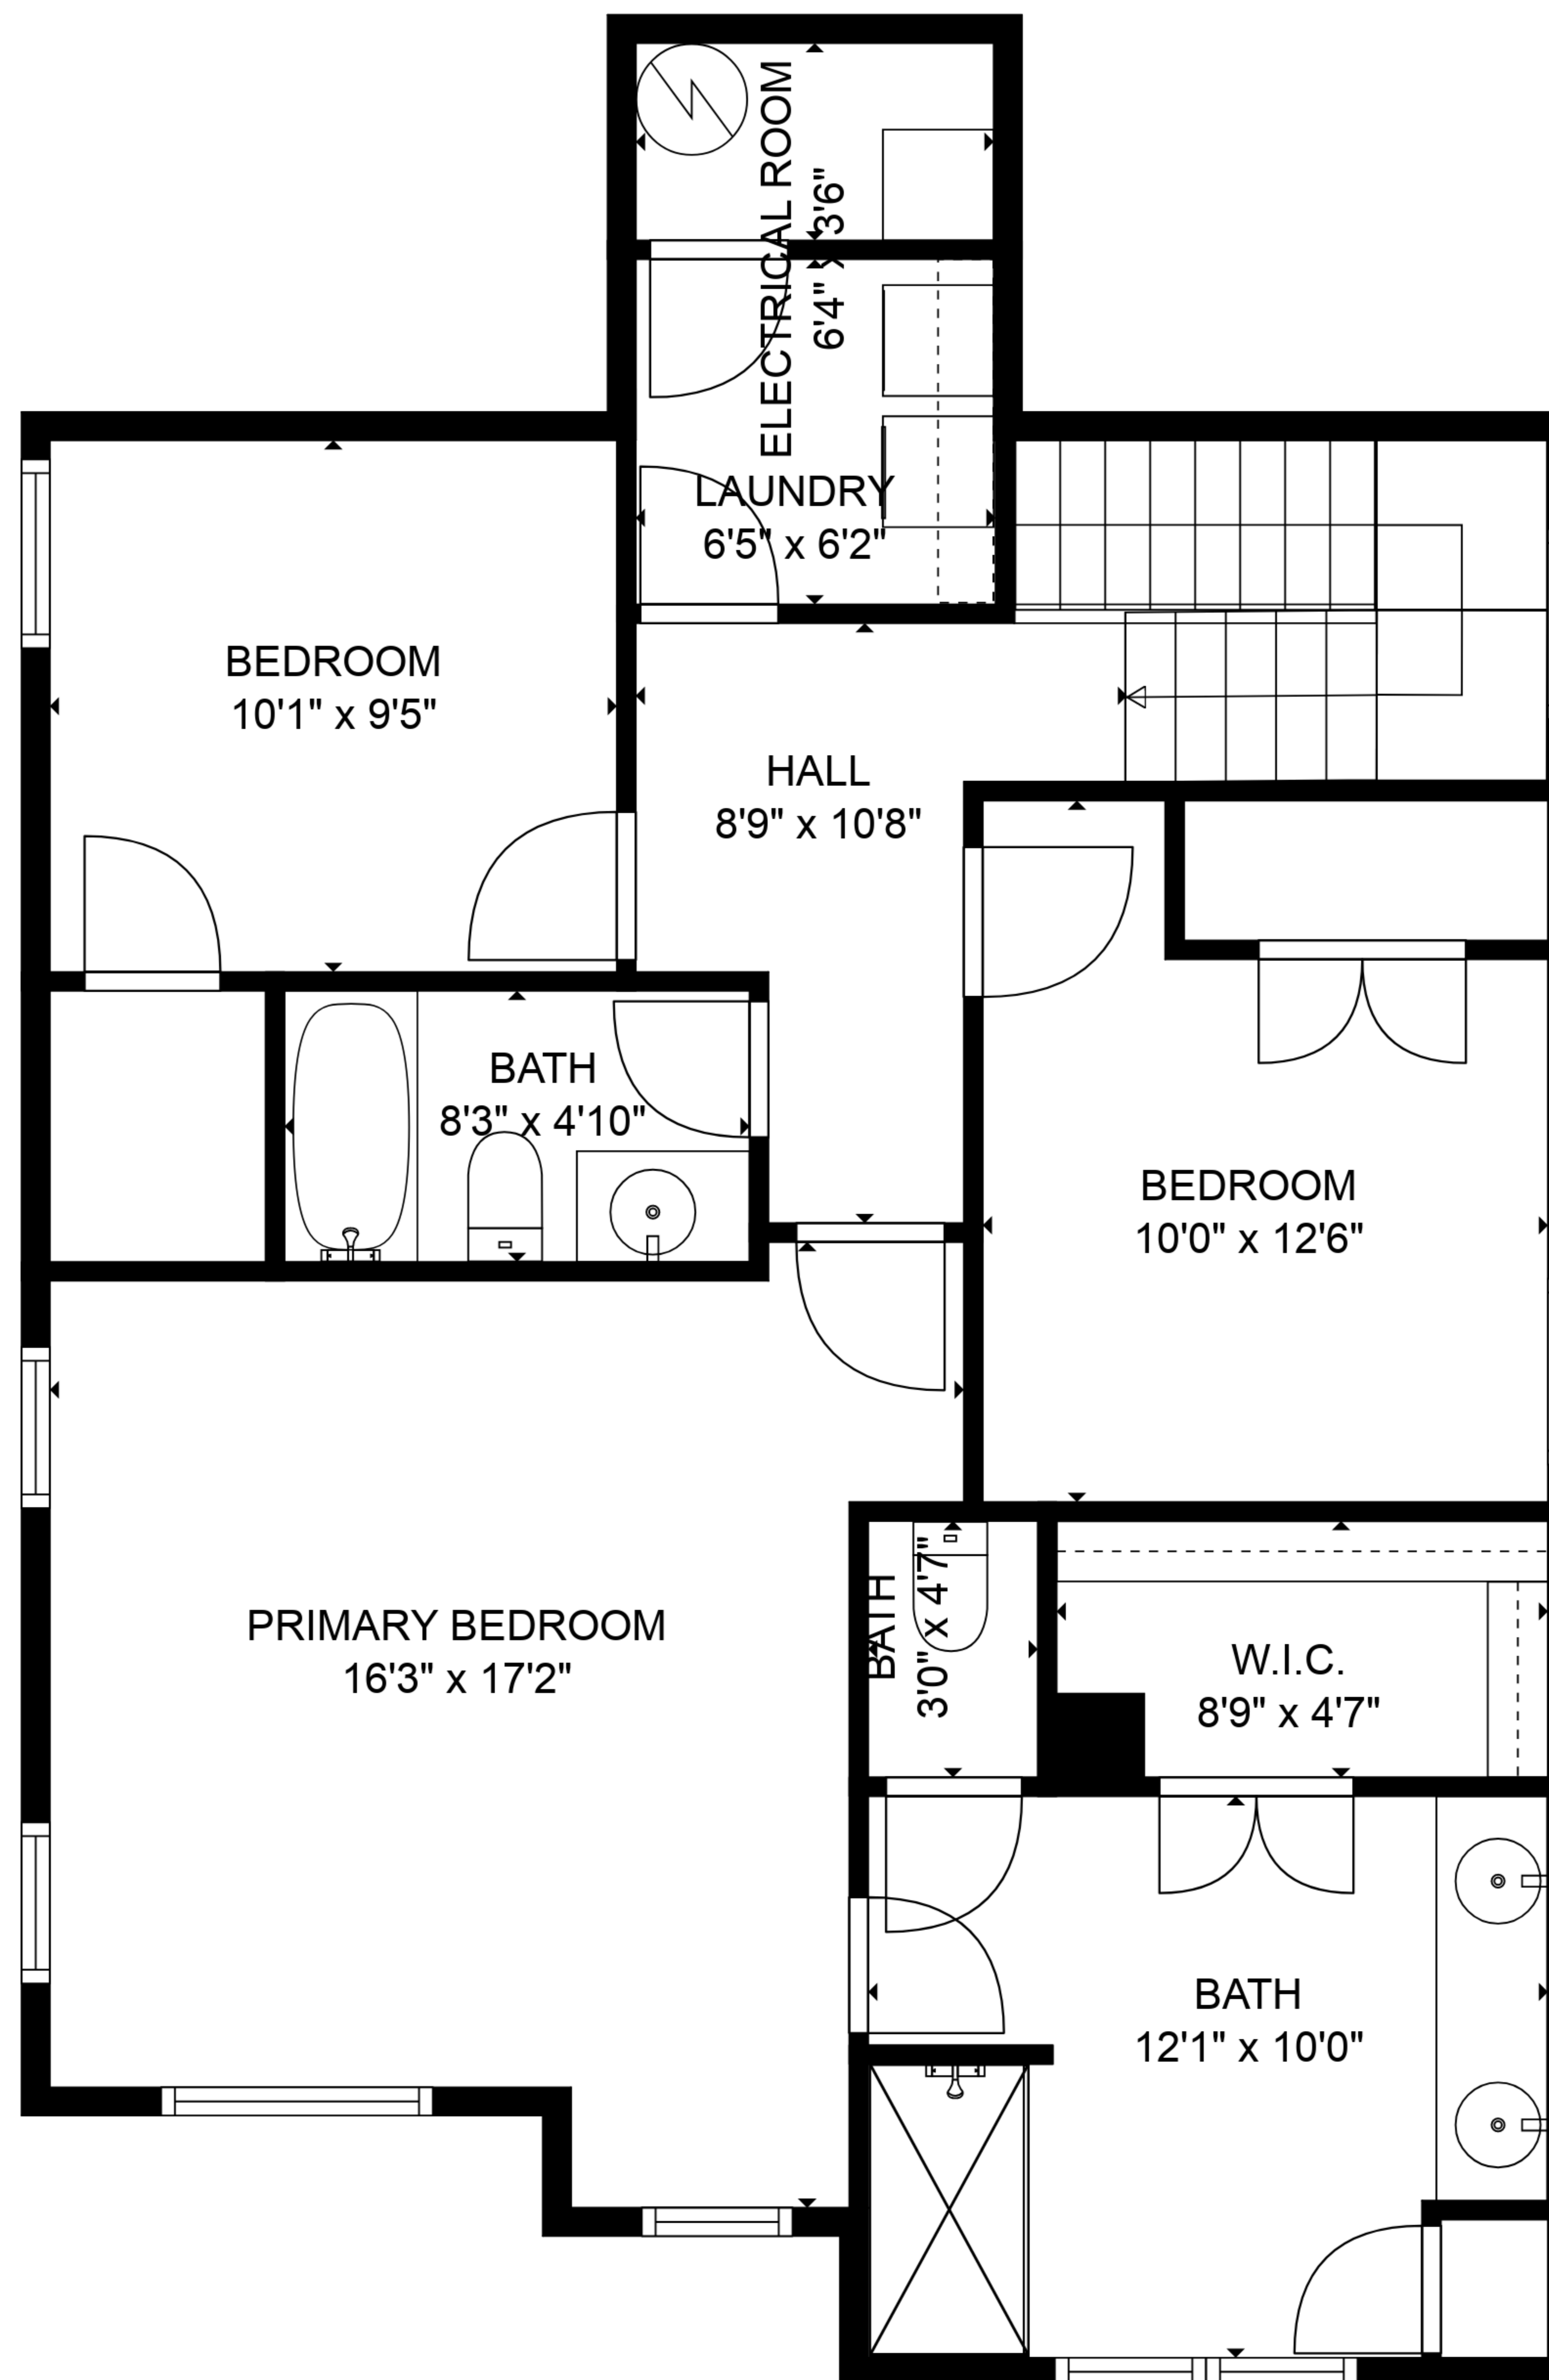 ELECTRICAL ROOM
6'4" x 3'6"
LAUNDRY
6'5" x 6'2"
BEDROOM
10'1" x 9'5"
HALL
8'9" x 10'8"
BATH
8'3" x 4'10"
BEDROOM
10'0" x 12'6"
PRIMARY BEDROOM
16'3" x 17'2"
BATH
3'0" x 4'7"
W.I.C.
8'9" x 4'7"
BATH
12'1" x 10'0"